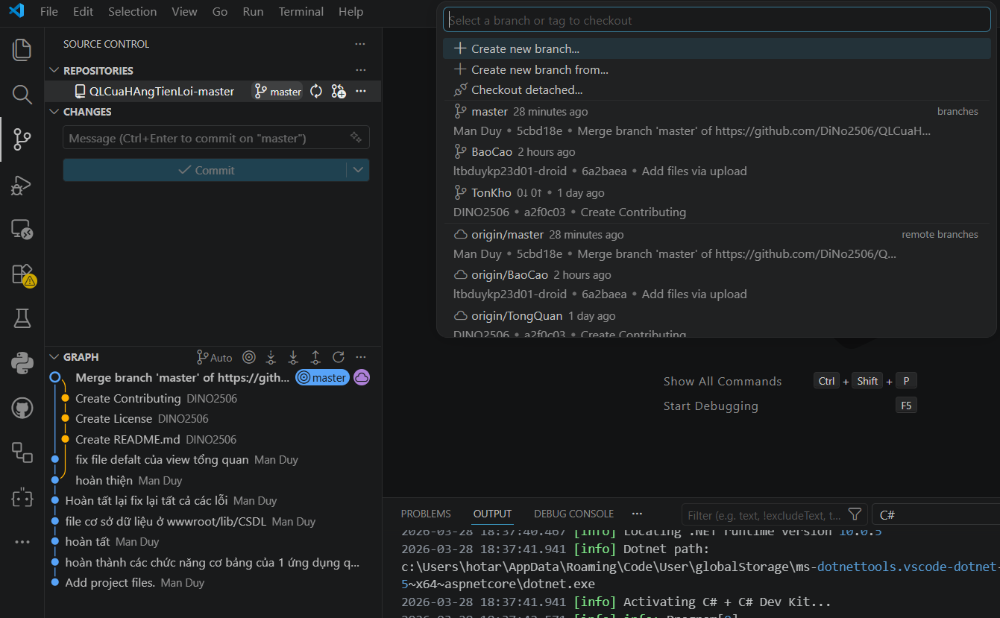 File Edit Selection View Go Run Terminal Help
Select a branch or tag to checkout
Create new branch...
Create new branch from...
Checkout detached...
master 28 minutes ago branches
Man Duy • 5cbd18e • Merge branch 'master' of https://github.com/DiNo2506/QLCuaH...
BaoCao 2 hours ago
ltbduykp23d01-droid • 6a2baea • Add files via upload
TonKho 0↓ 0↑ • 1 day ago
DINO2506 • a2f0c03 • Create Contributing
origin/master 28 minutes ago remote branches
Man Duy • 5cbd18e • Merge branch 'master' of https://github.com/DiNo2506/Q...
origin/BaoCao 2 hours ago
ltbduykp23d01-droid • 6a2baea • Add files via upload
origin/TongQuan 1 day ago
DINO2506 • a2f0c03 • Create Contributing
SOURCE CONTROL
REPOSITORIES
QLCuaHAngTienLoi-master master
CHANGES
Message (Ctrl+Enter to commit on "master")
Commit
GRAPH Auto
Merge branch 'master' of https://gith... master
Create Contributing DINO2506
Create License DINO2506
Create README.md DINO2506
fix file defalt của view tổng quan Man Duy
hoàn thiện Man Duy
Hoàn tất lại fix lại tất cả các lỗi Man Duy
file cơ sở dữ liệu ở wwwroot/lib/CSDL Man Duy
hoàn tất Man Duy
hoàn thành các chức năng cơ bảng của 1 ứng dụng q...
Add project files. Man Duy
Show All Commands Ctrl + Shift + P
Start Debugging F5
PROBLEMS OUTPUT DEBUG CONSOLE
Filter (e.g. text, !excludeText, t... C#
2026-03-28 18:37:40.467 [info] Locating .NET runtime version 10.0.5
2026-03-28 18:37:41.941 [info] Dotnet path:
c:\Users\hotar\AppData\Roaming\Code\User\globalStorage\ms-dotnettools.vscode-dotnet-
5~x64~aspnetcore\dotnet.exe
2026-03-28 18:37:41.941 [info] Activating C# + C# Dev Kit...
2026-03-28 18:37:42.571 [info] info: Program[0]